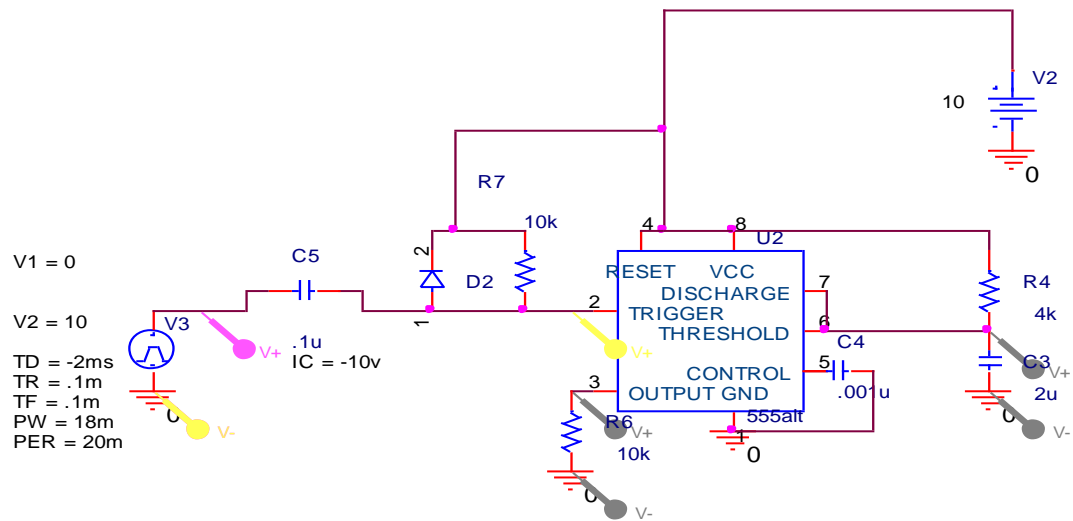 V2
10
0
R7
10k
4
8
U2
C5
2
RESET
VCC
7
V1 = 0
D2
DISCHARGE
R4
2
TRIGGER
6
4k
1
THRESHOLD
V2 = 10
V3
.1u
V+
V+
C4
C3
V+
IC = -10v
5
TD = -2ms
CONTROL
.001u
2u
TR = .1m
3
OUTPUT
GND
TF = .1m
0
R6
555alt
0
PW = 18m
V-
V+
1
V-
PER = 20m
10k
0
0
V-